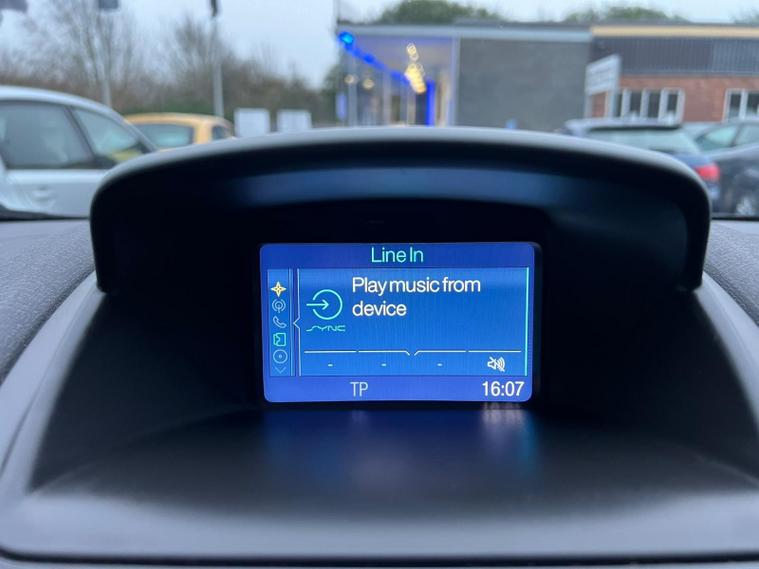 Line In
Play music from
device
SYNC
- - -
TP 16:07